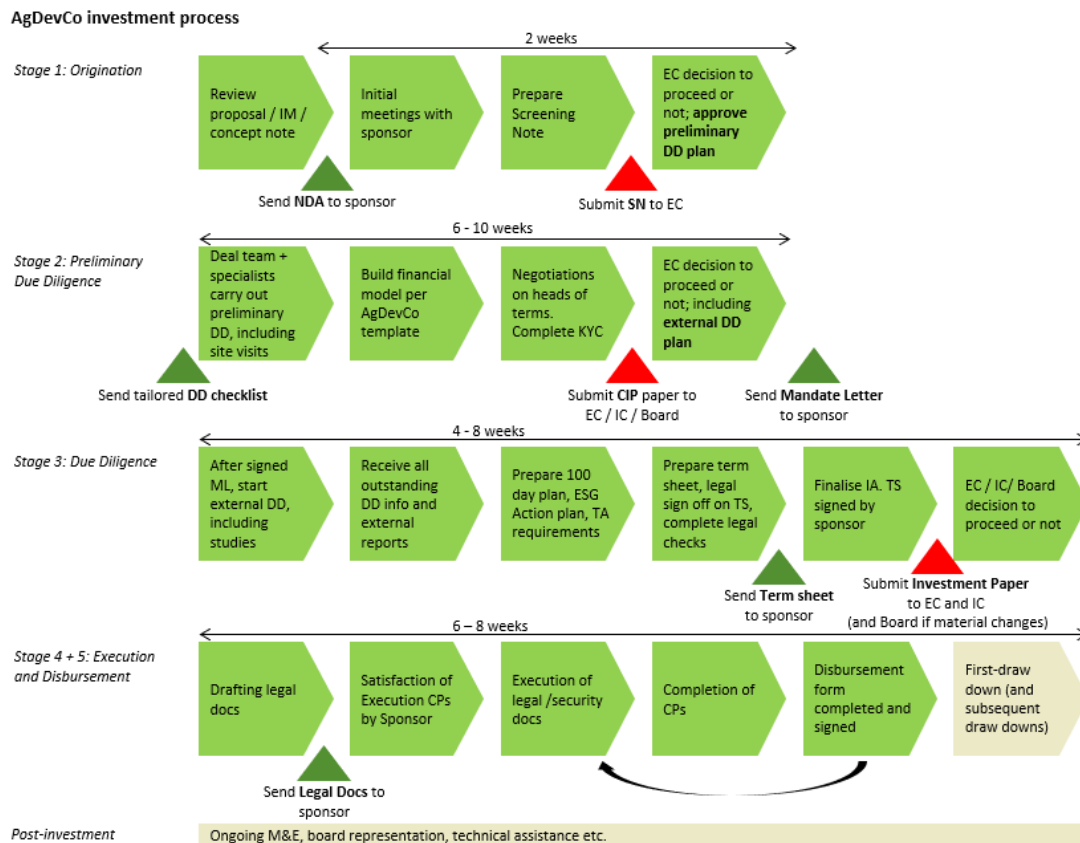 AgDevCo investment process
2 weeks
Stage 1: Origination
Review
proposal / IM /
concept note
Initial
meetings with
sponsor
Prepare
Screening
Note
EC decision to
proceed or
not; approve
preliminary
DD plan
Send NDA to sponsor
Submit SN to EC
6 - 10 weeks
Stage 2: Preliminary
Due Diligence
Deal team +
specialists
carry out
preliminary
DD, including
site visits
Build financial
model per
AgDevCo
template
Negotiations
on heads of
terms.
Complete KYC
EC decision to
proceed or
not; including
external DD
plan
Send tailored DD checklist
Submit CIP paper to
EC / IC / Board
Send Mandate Letter
to sponsor
4 - 8 weeks
Stage 3: Due Diligence
After signed
ML, start
external DD,
including
studies
Receive all
outstanding
DD info and
external
reports
Prepare 100
day plan, ESG
Action plan, TA
requirements
Prepare term
sheet, legal
sign off on TS,
complete legal
checks
Finalise IA. TS
signed by
sponsor
EC / IC/ Board
decision to
proceed or not
Send Term sheet
to sponsor
Submit Investment Paper
to EC and IC
(and Board if material changes)
6 – 8 weeks
Stage 4 + 5: Execution
and Disbursement
Drafting legal
docs
Satisfaction of
Execution CPs
by Sponsor
Execution of
legal /security
docs
Completion of
CPs
Disbursement
form
completed and
signed
First-draw
down (and
subsequent
draw downs)
Send Legal Docs to
sponsor
Post-investment
Ongoing M&E, board representation, technical assistance etc.